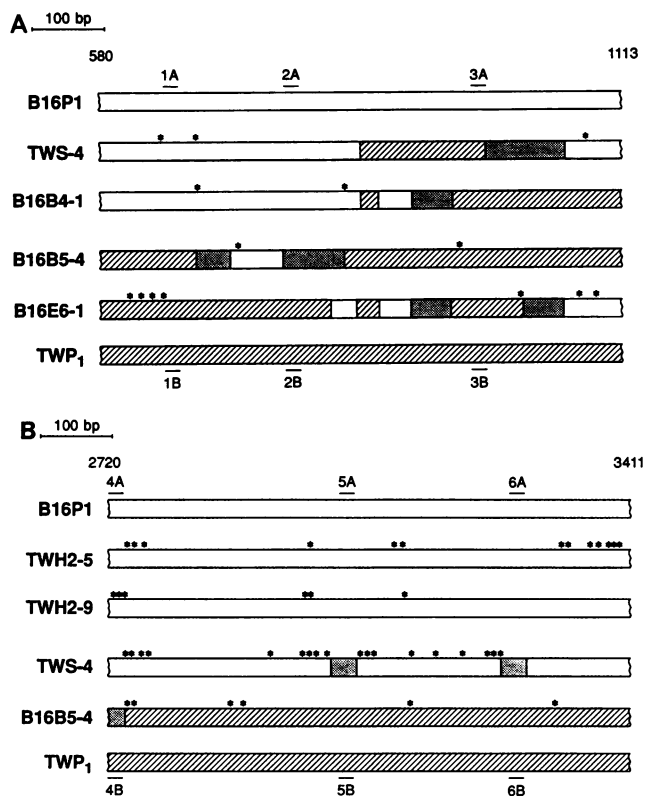 A
100 bp
580 1113
1A 2A 3A
B16P1
* * *
TWS-4
* *
B16B4-1
* *
B16B5-4
* * * * * * *
B16E6-1
TWP1
1B 2B 3B
B
100 bp
2720 3411
4A 5A 6A
B16P1
TWH2-5
TWH2-9
TWS-4
B16B5-4
TWP1
4B 5B 6B